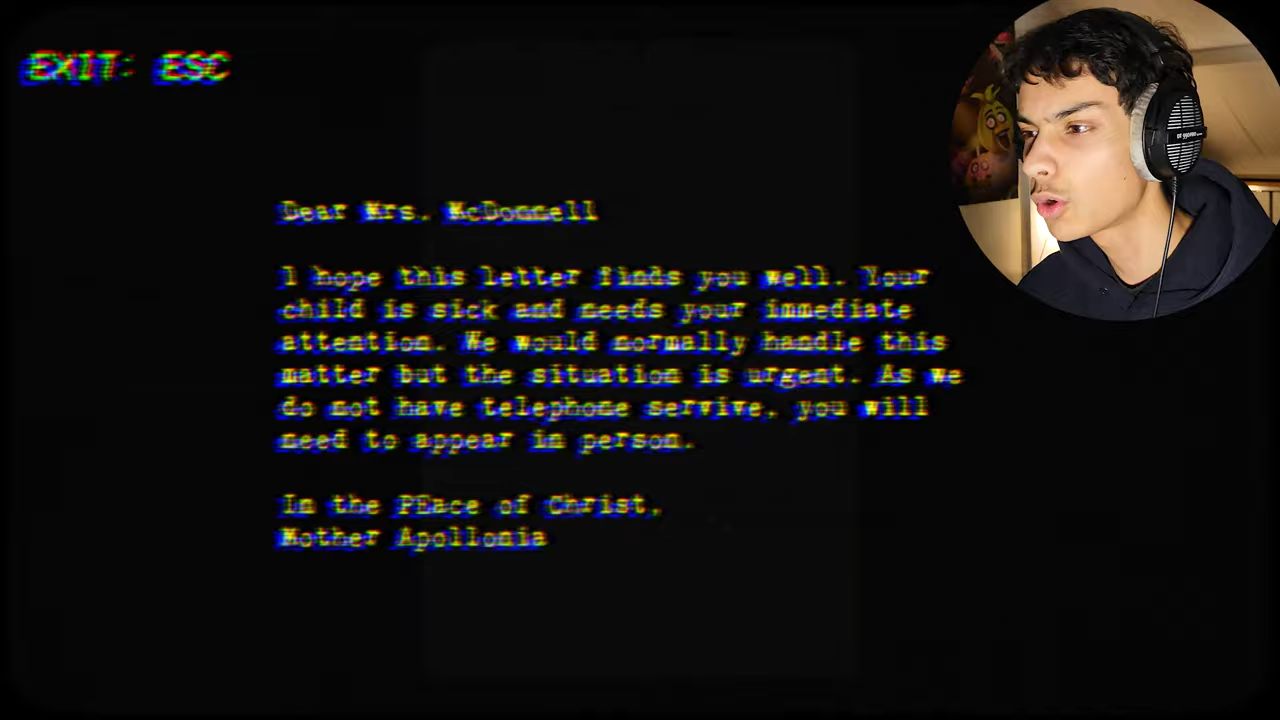 EXIT: ESC
Dear Mrs. McDonnell
I hope this letter finds you well. Your
child is sick and needs your immediate
attention. We would normally handle this
matter but the situation is urgent. As we
do not have telephone servive, you will
need to appear in person.
In the PEace of Christ,
Mother Apollonia